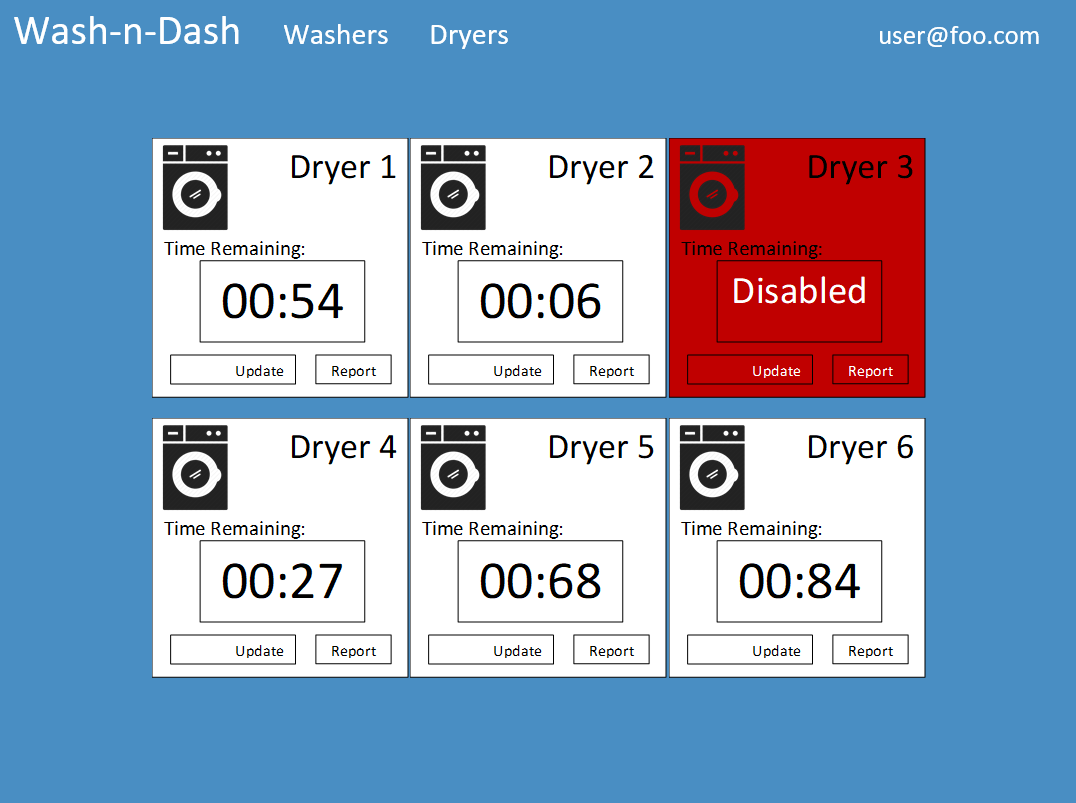 Wash-n-Dash Washers Dryers user@foo.com
Dryer 1
Time Remaining:
00:54
Update Report
Dryer 2
Time Remaining:
00:06
Update Report
Dryer 3
Time Remaining:
Disabled
Update Report
Dryer 4
Time Remaining:
00:27
Update Report
Dryer 5
Time Remaining:
00:68
Update Report
Dryer 6
Time Remaining:
00:84
Update Report